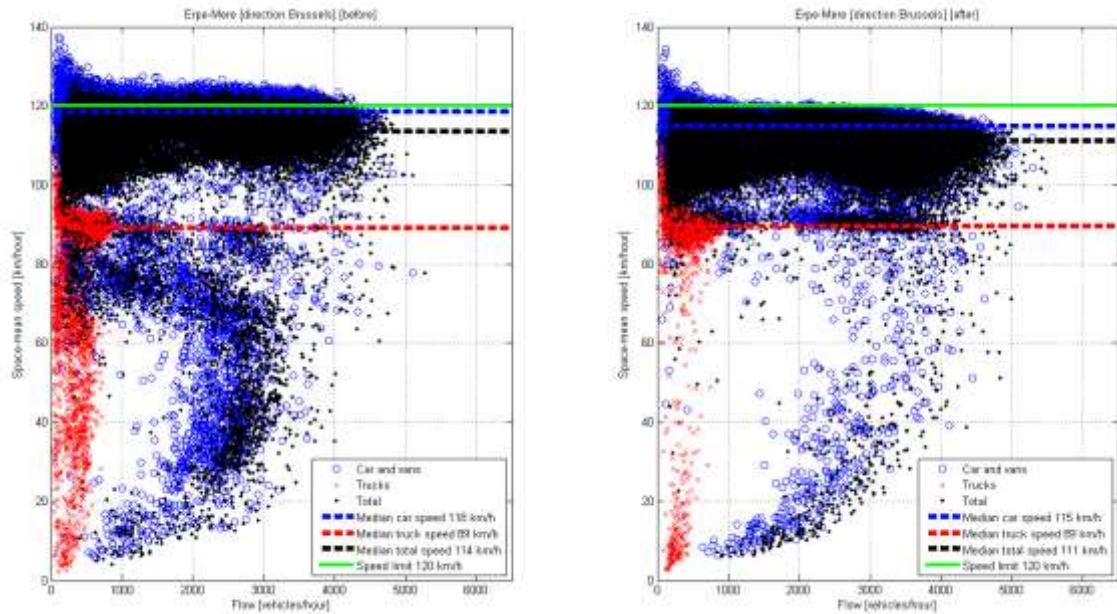 Erpe-Mere [direction Brussels] [before]
140
120
100
80
60
40
20
0
Space-mean speed [km/hour]
0 1000 2000 3000 4000 5000 6000
Flow [vehicles/hour]
Car and vans
Trucks
Total
Median car speed 118 km/h
Median truck speed 89 km/h
Median total speed 114 km/h
Speed limit 120 km/h
Erpe-Mere [direction Brussels] [after]
140
120
100
80
60
40
20
0
Space-mean speed [km/hour]
0 1000 2000 3000 4000 5000 6000
Flow [vehicles/hour]
Car and vans
Trucks
Total
Median car speed 115 km/h
Median truck speed 89 km/h
Median total speed 111 km/h
Speed limit 120 km/h